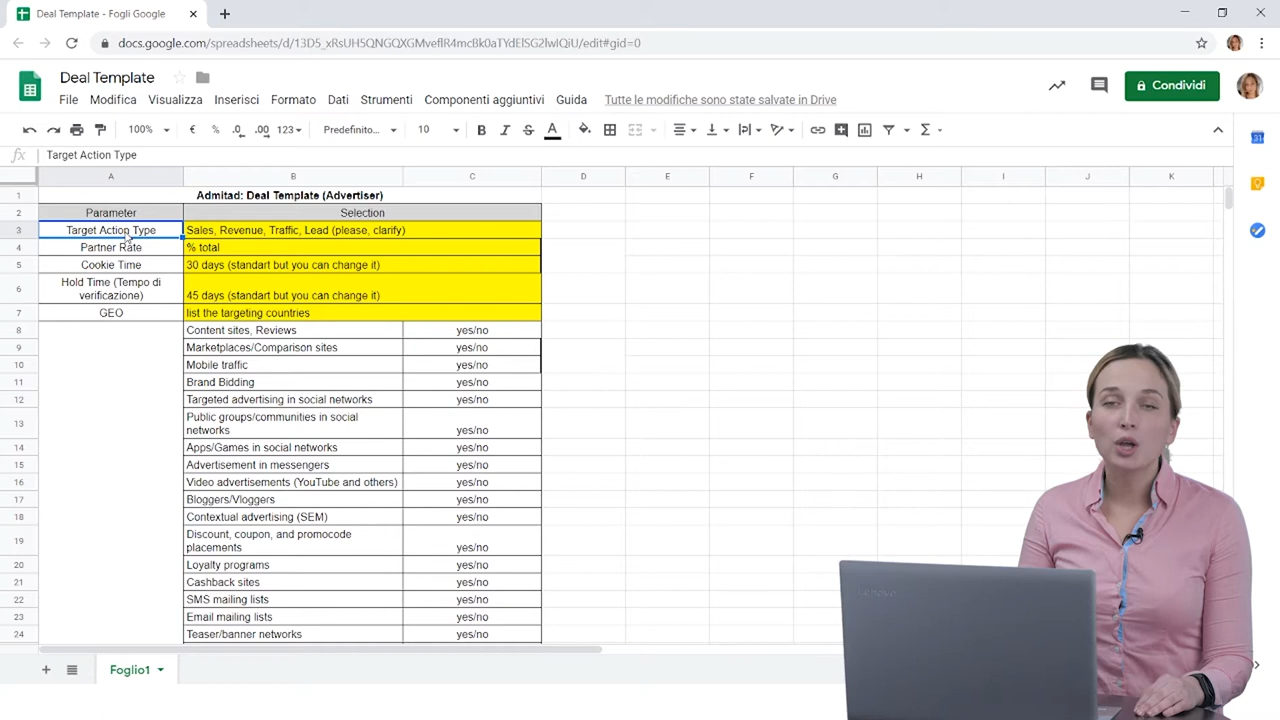 Deal Template - Fogli Google
docs.google.com/spreadsheets/d/13D5_xRsUH5QNGQXGMveflR4mcBk0aTYdElSG2lwIQiU/edit#gid=0
Deal Template
File Modifica Visualizza Inserisci Formato Dati Strumenti Componenti aggiuntivi Guida Tutte le modifiche sono state salvate in Drive
Condividi
100% € % .0 .00 123 Predefinito... 10 B I S A
fx Target Action Type
A B C D E F G H I J K
1 Admitad: Deal Template (Advertiser)
2 Parameter Selection
3 Target Action Type Sales, Revenue, Traffic, Lead (please, clarify)
4 Partner Rate % total
5 Cookie Time 30 days (standart but you can change it)
Hold Time (Tempo di
6 verificazione) 45 days (standart but you can change it)
7 GEO list the targeting countries
8 Content sites, Reviews yes/no
9 Marketplaces/Comparison sites yes/no
10 Mobile traffic yes/no
11 Brand Bidding yes/no
12 Targeted advertising in social networks yes/no
Public groups/communities in social
13 networks yes/no
14 Apps/Games in social networks yes/no
15 Advertisement in messengers yes/no
16 Video advertisements (YouTube and others) yes/no
17 Bloggers/Vloggers yes/no
18 Contextual advertising (SEM) yes/no
Discount, coupon, and promocode
19 placements yes/no
20 Loyalty programs yes/no
21 Cashback sites yes/no
22 SMS mailing lists yes/no
23 Email mailing lists yes/no
24 Teaser/banner networks yes/no
Foglio1
lenovo
31